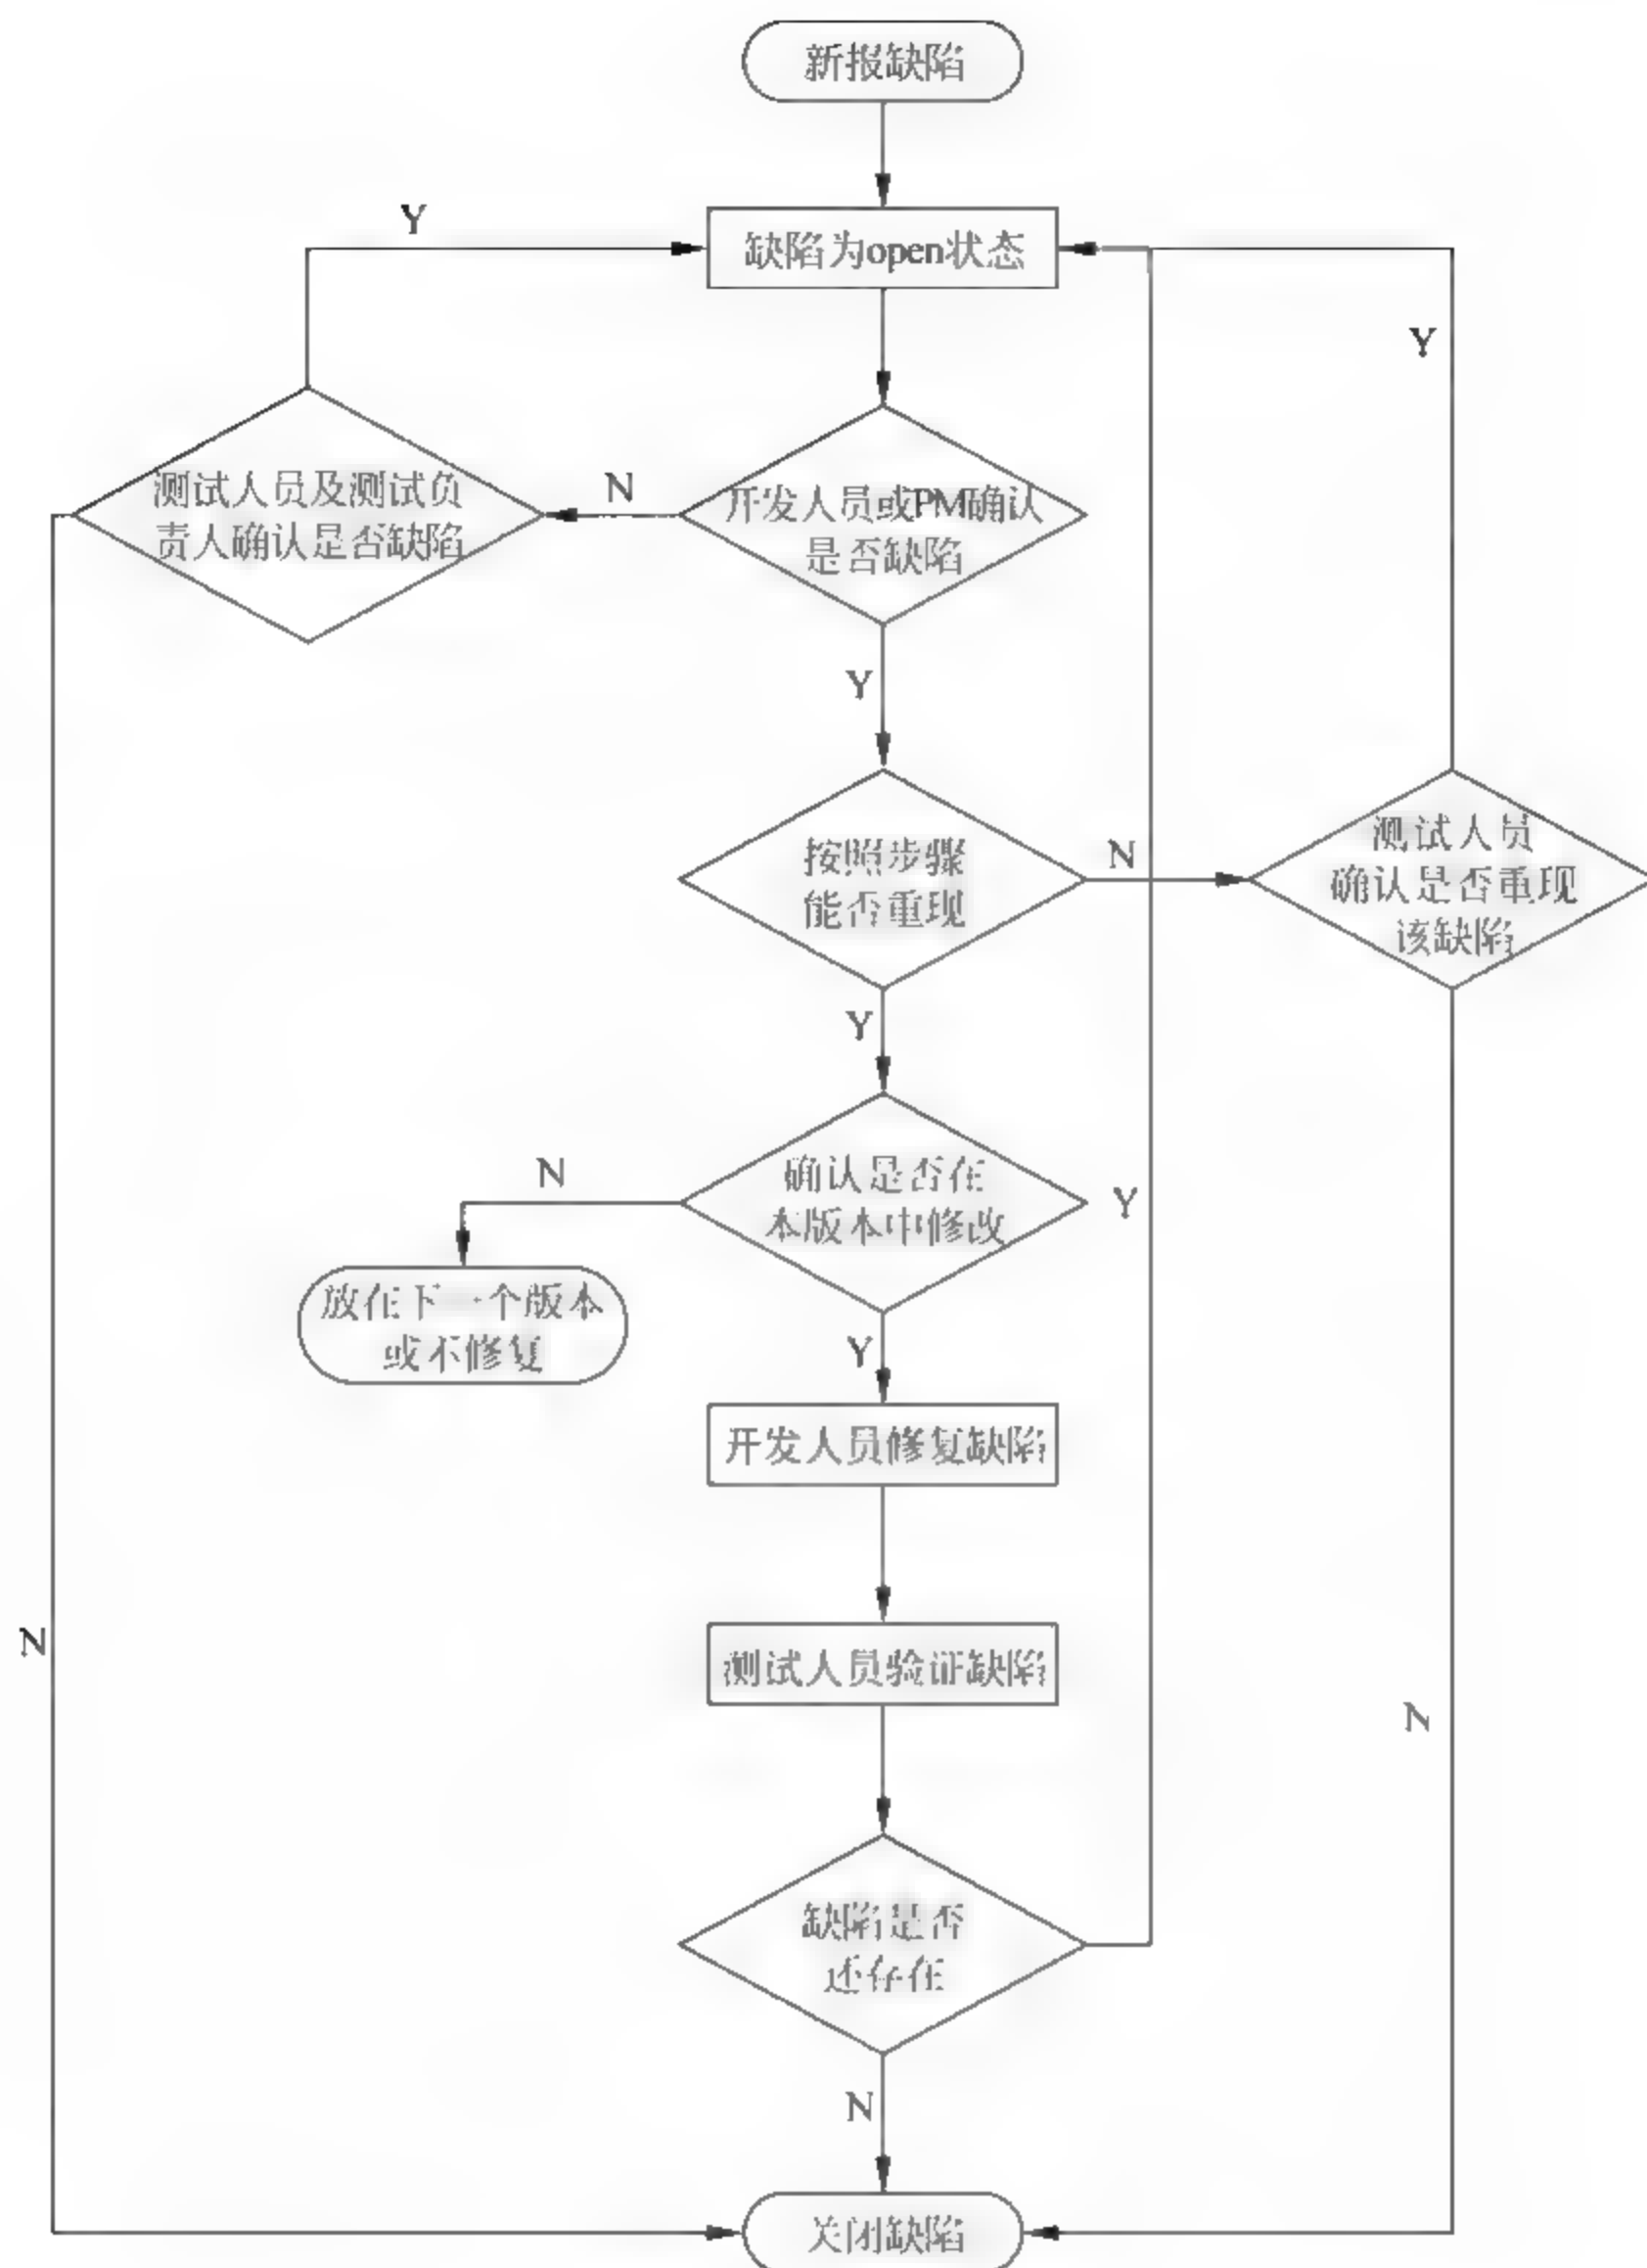 新报缺陷
Y
缺陷为open状态
Y
测试人员及测试负
责人确认是否缺陷
N
开发人员或PM确认
是否缺陷
Y
按照步骤
能否重现
N
测试人员
确认是否重现
该缺陷
Y
确认是否在
本版本中修改
N
Y
放在下一个版本
或不修复
Y
开发人员修复缺陷
N
测试人员验证缺陷
N
缺陷是否
还存在
N
关闭缺陷